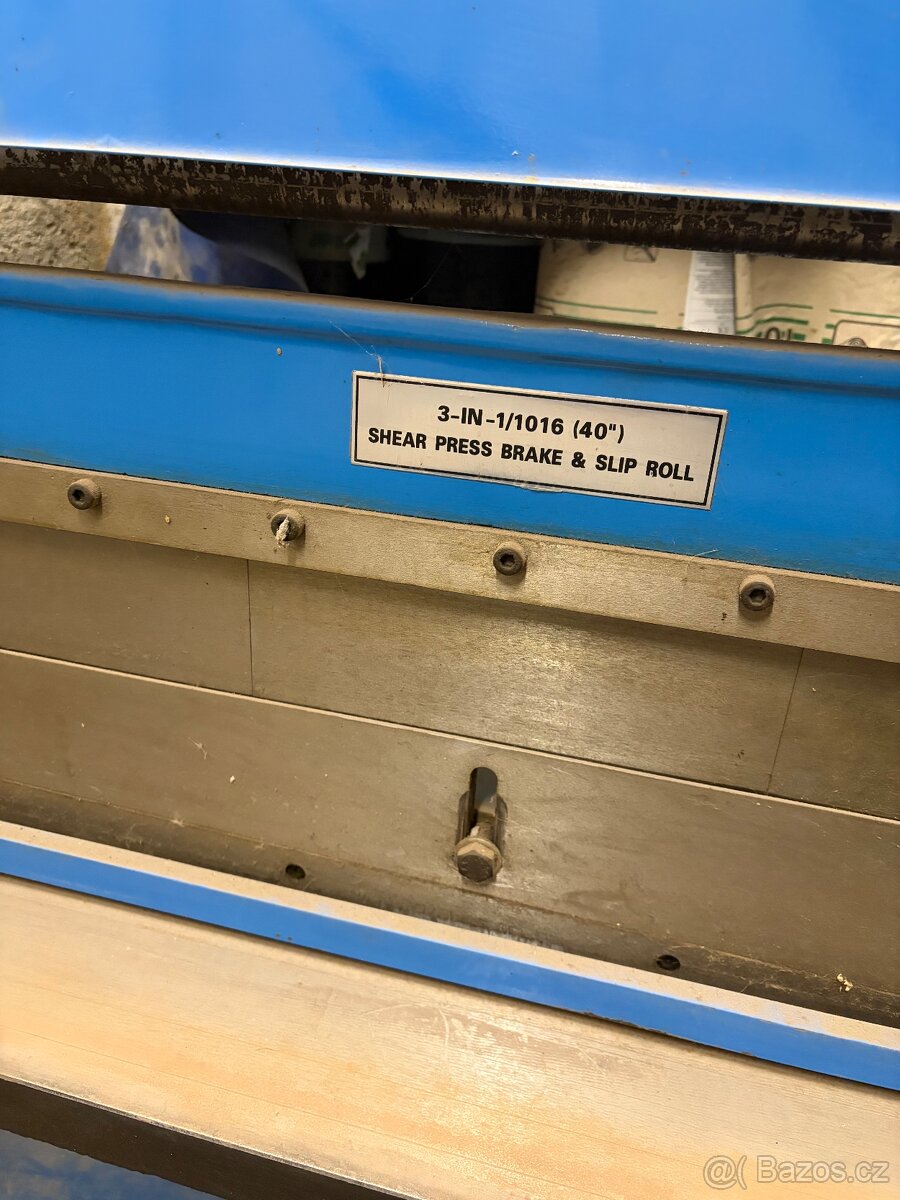 3-IN-1/1016 (40")
SHEAR PRESS BRAKE & SLIP ROLL
@( Bazos.cz